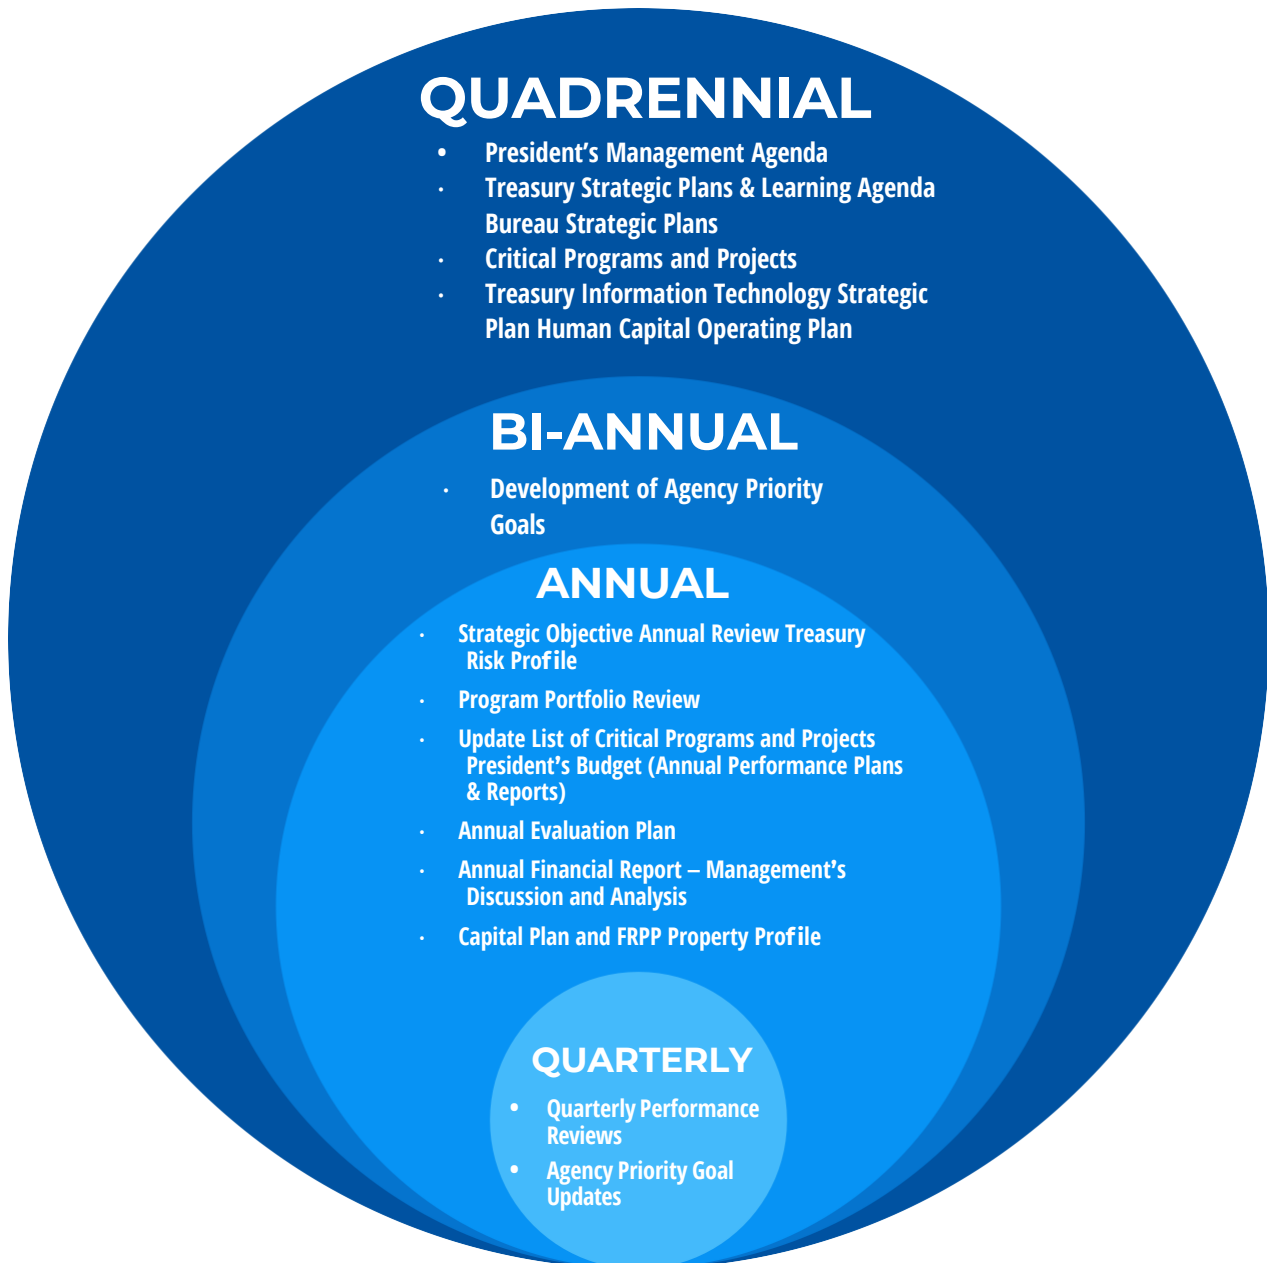 QUADRENNIAL
• President’s Management Agenda
· Treasury Strategic Plans & Learning Agenda
Bureau Strategic Plans
· Critical Programs and Projects
· Treasury Information Technology Strategic
Plan Human Capital Operating Plan
BI-ANNUAL
· Development of Agency Priority
Goals
ANNUAL
· Strategic Objective Annual Review Treasury
Risk Profile
· Program Portfolio Review
· Update List of Critical Programs and Projects
President’s Budget (Annual Performance Plans
& Reports)
· Annual Evaluation Plan
· Annual Financial Report – Management’s
Discussion and Analysis
· Capital Plan and FRPP Property Profile
QUARTERLY
• Quarterly Performance
Reviews
• Agency Priority Goal
Updates